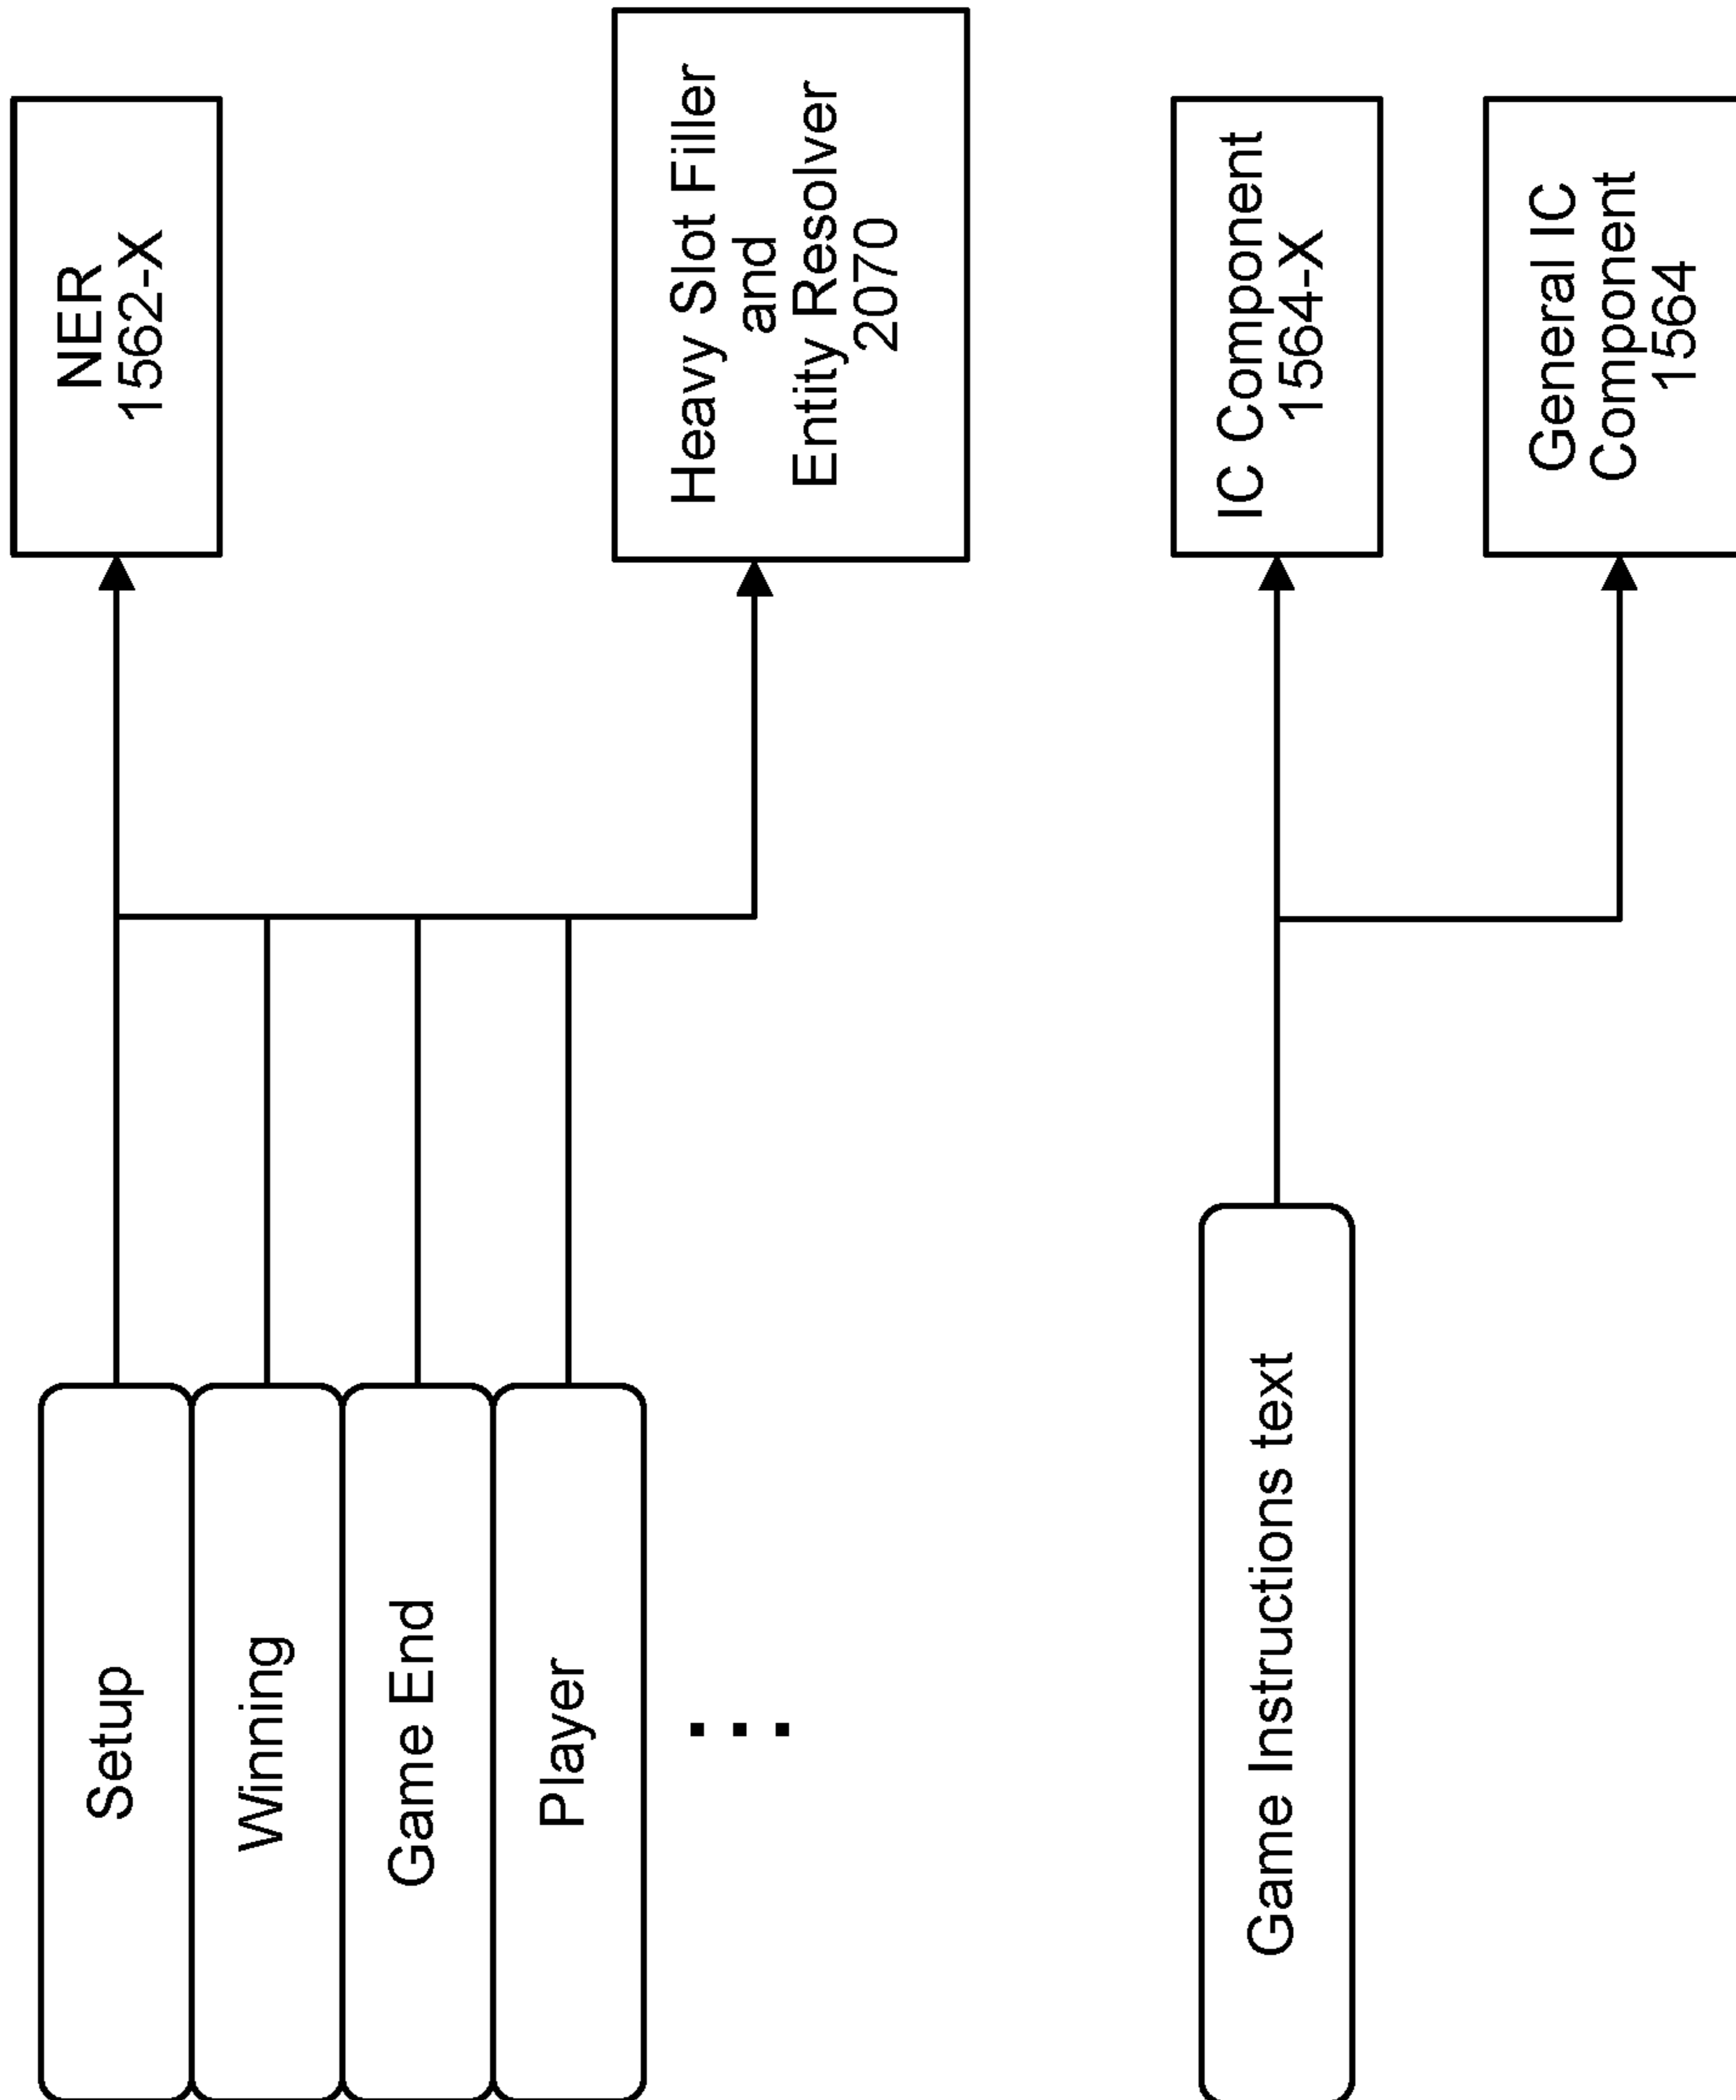 Setup
Winning
Game End
Player
...
NER
1562-X
Heavy Slot Filler
and
Entity Resolver
2070
Game Instructions text
IC Component
1564-X
General IC
Component
1564